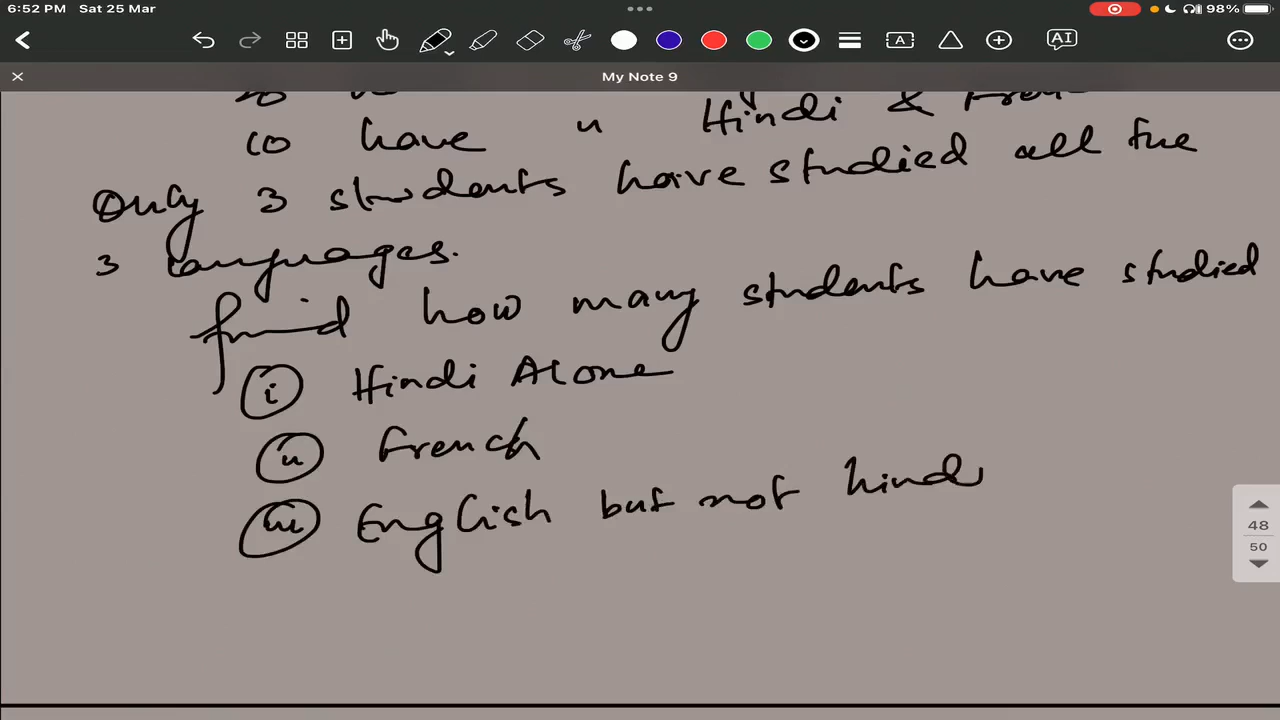 6:52 PM Sat 25 Mar
98%
My Note 9
10 have " Hindi &
Only 3 students have studied all the
3 languages.
find how many students have studied
(i) Hindi Alone
(ii) French
(iii) English but not hindi
48
50
A
AI